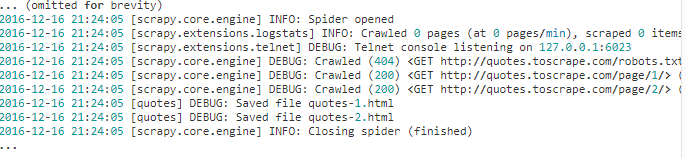 ... (omitted for brevity)
2016-12-16 21:24:05 [scrapy.core.engine] INFO: Spider opened
2016-12-16 21:24:05 [scrapy.extensions.logstats] INFO: Crawled 0 pages (at 0 pages/min), scraped 0 items
2016-12-16 21:24:05 [scrapy.extensions.telnet] DEBUG: Telnet console listening on 127.0.0.1:6023
2016-12-16 21:24:05 [scrapy.core.engine] DEBUG: Crawled (404) <GET http://quotes.toscrape.com/robots.txt
2016-12-16 21:24:05 [scrapy.core.engine] DEBUG: Crawled (200) <GET http://quotes.toscrape.com/page/1/> (
2016-12-16 21:24:05 [scrapy.core.engine] DEBUG: Crawled (200) <GET http://quotes.toscrape.com/page/2/> (
2016-12-16 21:24:05 [quotes] DEBUG: Saved file quotes-1.html
2016-12-16 21:24:05 [quotes] DEBUG: Saved file quotes-2.html
2016-12-16 21:24:05 [scrapy.core.engine] INFO: Closing spider (finished)
...